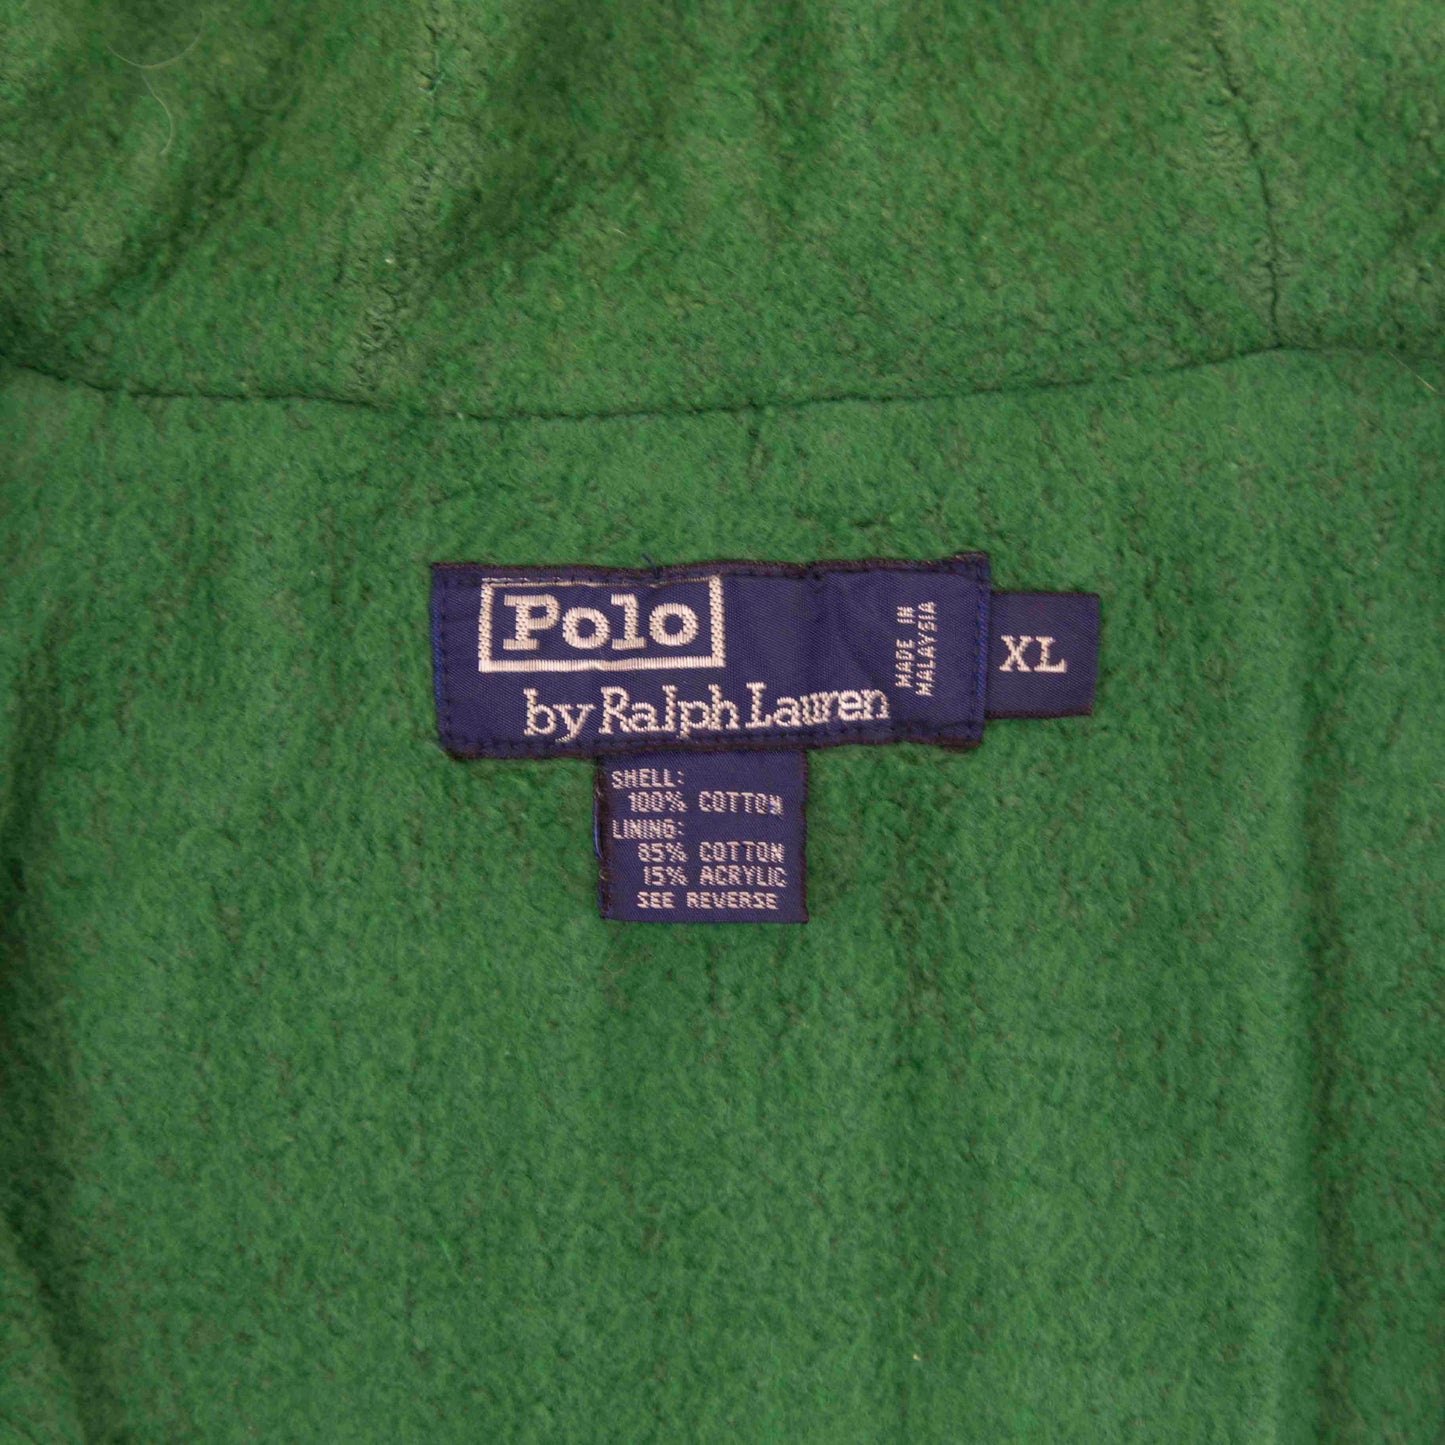 Polo
by Ralph Lauren
MADE IN
MALAYSIA
XL
SHELL:
100% COTTON
LINING:
85% COTTON
15% ACRYLIC
SEE REVERSE